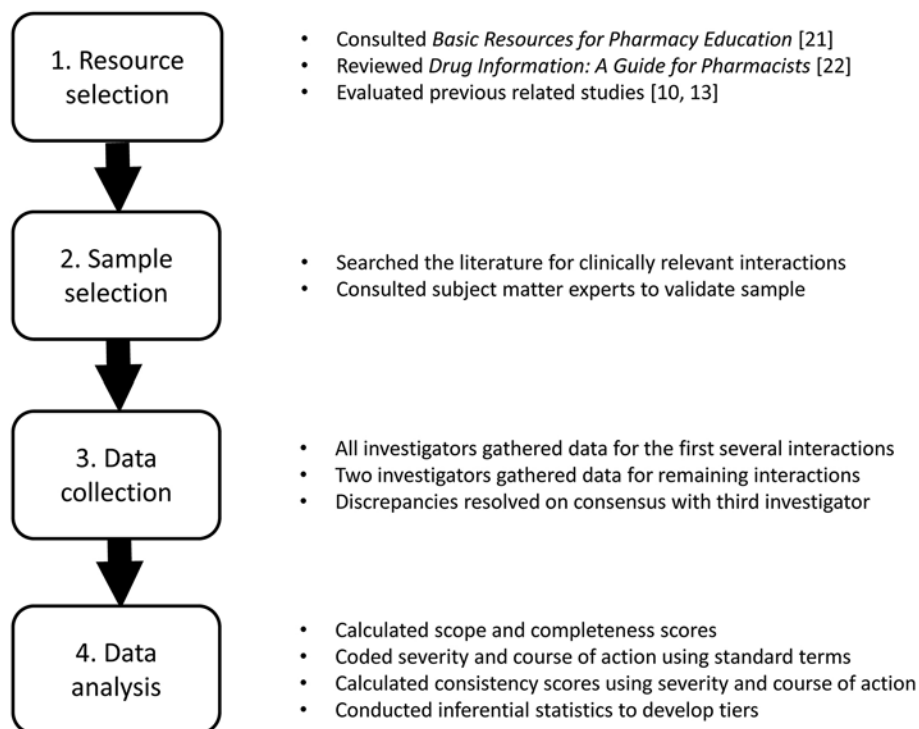 1. Resource
selection
• Consulted Basic Resources for Pharmacy Education [21]
• Reviewed Drug Information: A Guide for Pharmacists [22]
• Evaluated previous related studies [10, 13]
2. Sample
selection
• Searched the literature for clinically relevant interactions
• Consulted subject matter experts to validate sample
3. Data
collection
• All investigators gathered data for the first several interactions
• Two investigators gathered data for remaining interactions
• Discrepancies resolved on consensus with third investigator
4. Data
analysis
• Calculated scope and completeness scores
• Coded severity and course of action using standard terms
• Calculated consistency scores using severity and course of action
• Conducted inferential statistics to develop tiers